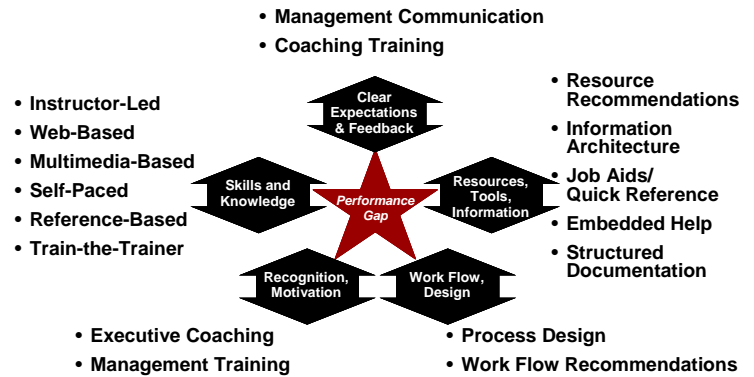 • Management Communication
• Coaching Training
Clear
Expectations
& Feedback
• Instructor-Led
• Web-Based
• Multimedia-Based
• Self-Paced
• Reference-Based
• Train-the-Trainer
Skills and
Knowledge
Performance
Gap
Resources,
Tools,
Information
• Resource
Recommendations
• Information
Architecture
• Job Aids/
Quick Reference
• Embedded Help
• Structured
Documentation
Recognition,
Motivation
Work Flow,
Design
• Executive Coaching
• Management Training
• Process Design
• Work Flow Recommendations